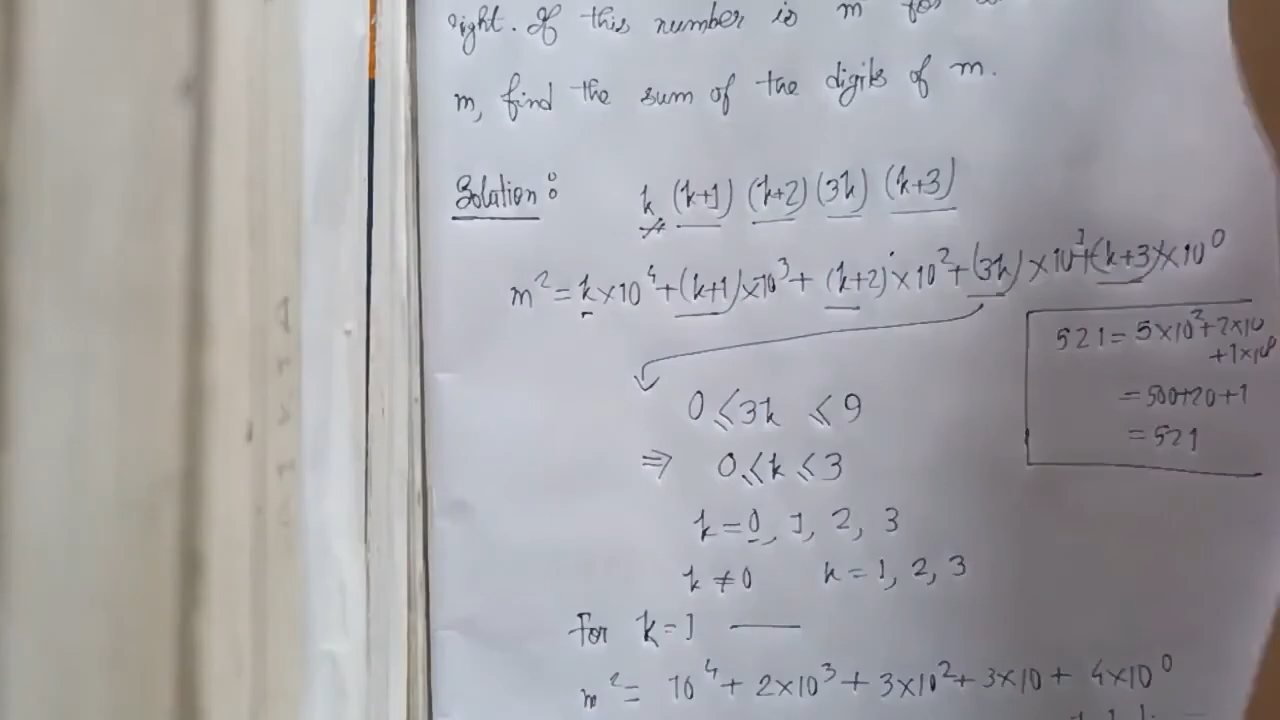 right. If this number is m for
m, find the sum of the digits of m.
Solution: k (k+1) (k+2) (3k) (k+3)
m² = k×10⁴+(k+1)×10³+(k+2)×10²+(3k)×10¹+(k+3)×10⁰
521 = 5×10²+2×10
+1×10⁰
= 500+20+1
= 521
0 ⩽ 3k ⩽ 9
⇒ 0 ⩽ k ⩽ 3
k = 0, 1, 2, 3
k ≠ 0 k = 1, 2, 3
For k = 1 —
m² = 10⁴ + 2×10³ + 3×10² + 3×10 + 4×10⁰